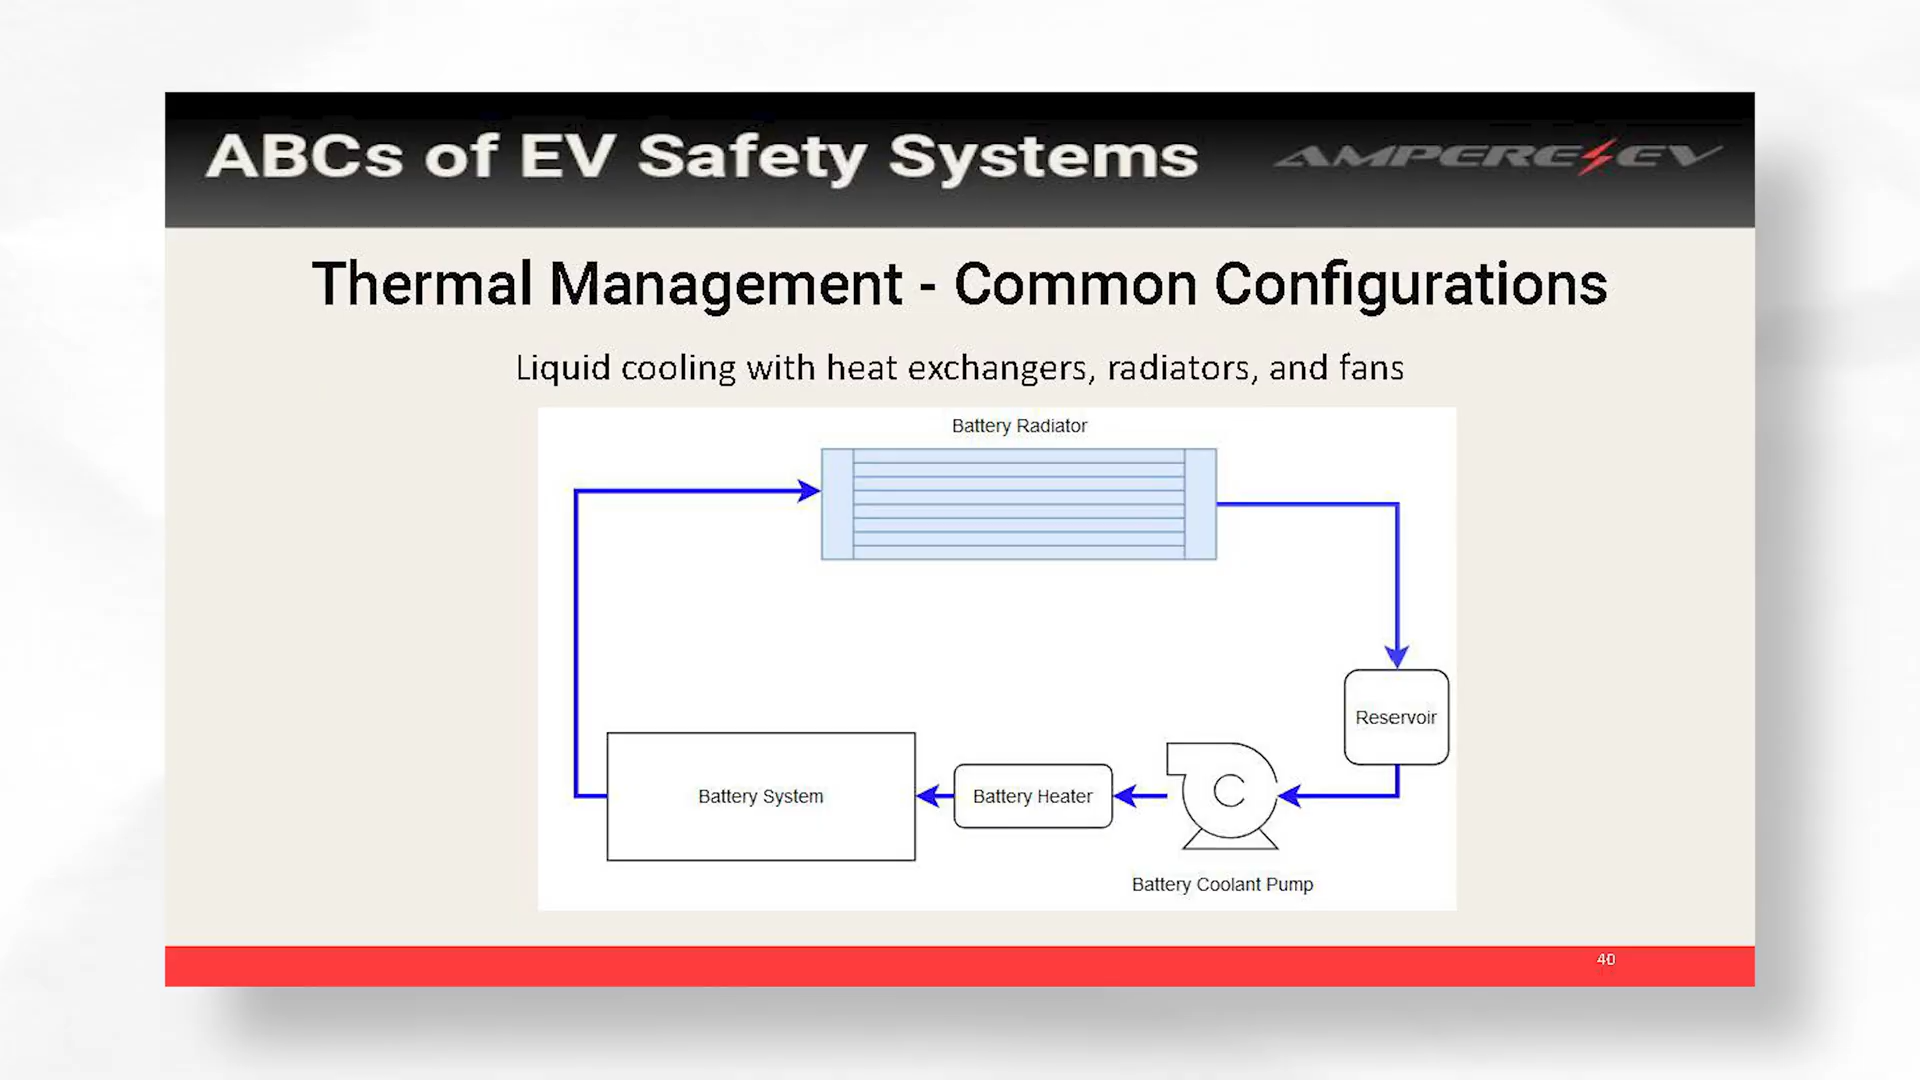 ABCs of EV Safety Systems
AMPERE EV
Thermal Management - Common Configurations
Liquid cooling with heat exchangers, radiators, and fans
Battery Radiator
Reservoir
Battery System
Battery Heater
C
Battery Coolant Pump
40